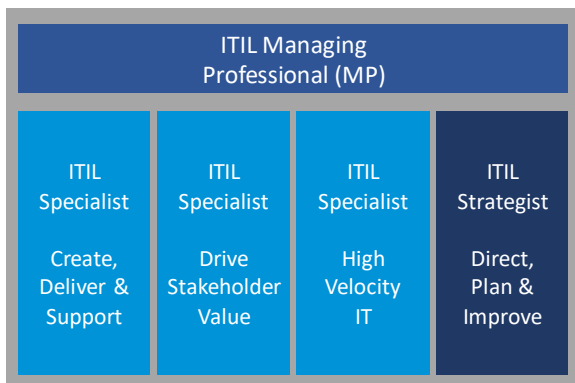 ITIL Managing
Professional (MP)
ITIL
Specialist
Create,
Deliver &
Support
ITIL
Specialist
Drive
Stakeholder
Value
ITIL
Specialist
High
Velocity
IT
ITIL
Strategist
Direct,
Plan &
Improve